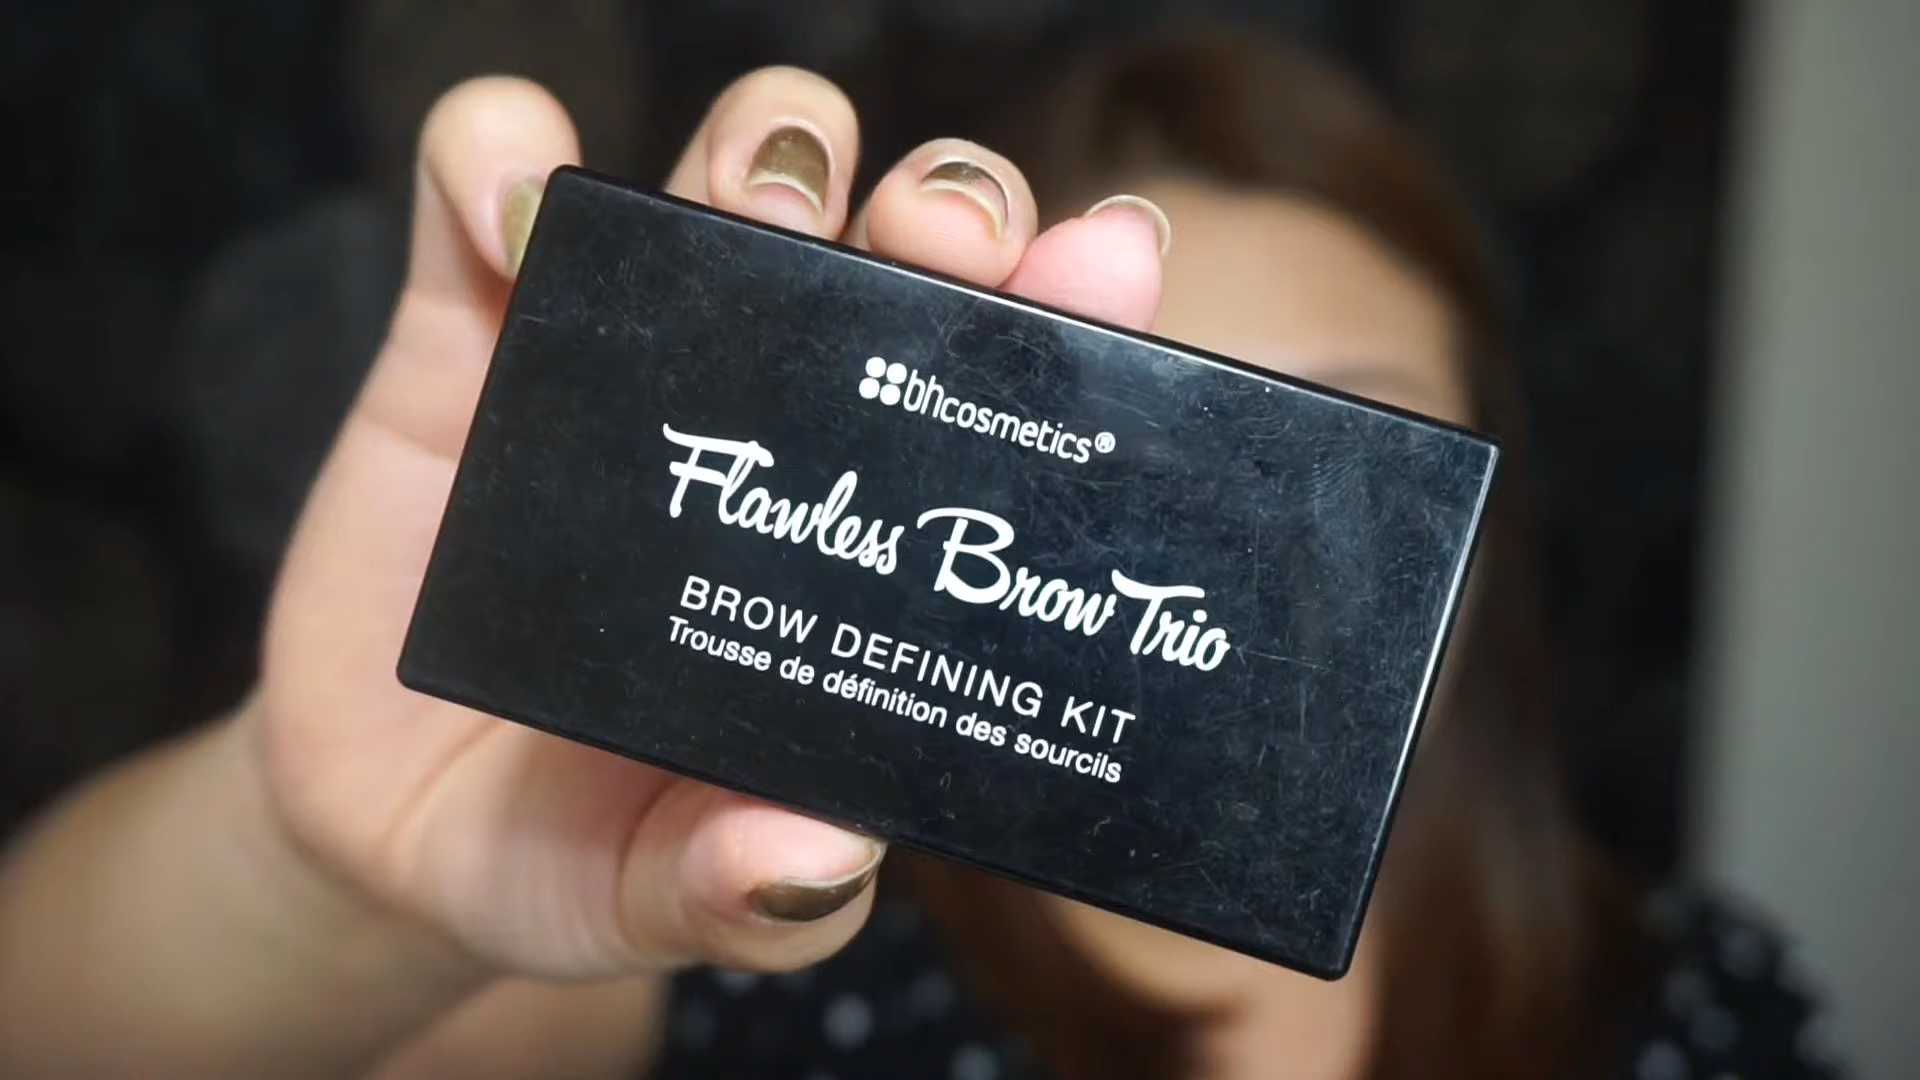 bhcosmetics®
Flawless Brow Trio
BROW DEFINING KIT
Trousse de définition des sourcils